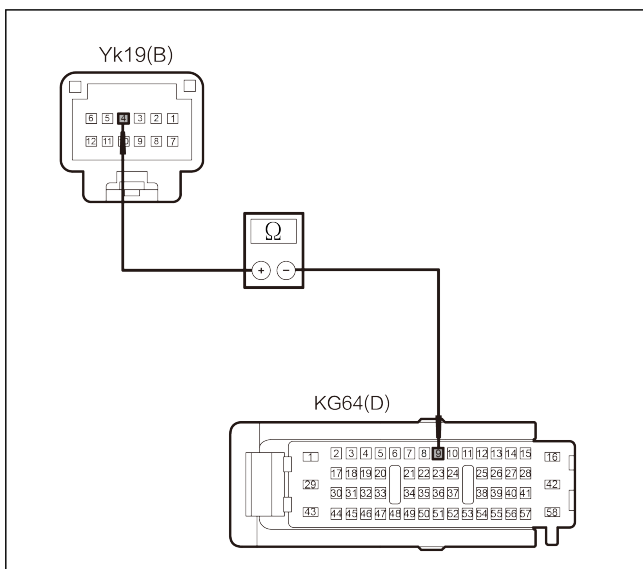 Yk19(B)
6 5 4 3 2 1
12 11 10 9 8 7
Ω
+ −
KG64(D)
1 2 3 4 5 6 7 8 9 10 11 12 13 14 15 16
17 18 19 20 21 22 23 24 25 26 27 28
29 42
30 31 32 33 34 35 36 37 38 39 40 41
43 44 45 46 47 48 49 50 51 52 53 54 55 56 57 58